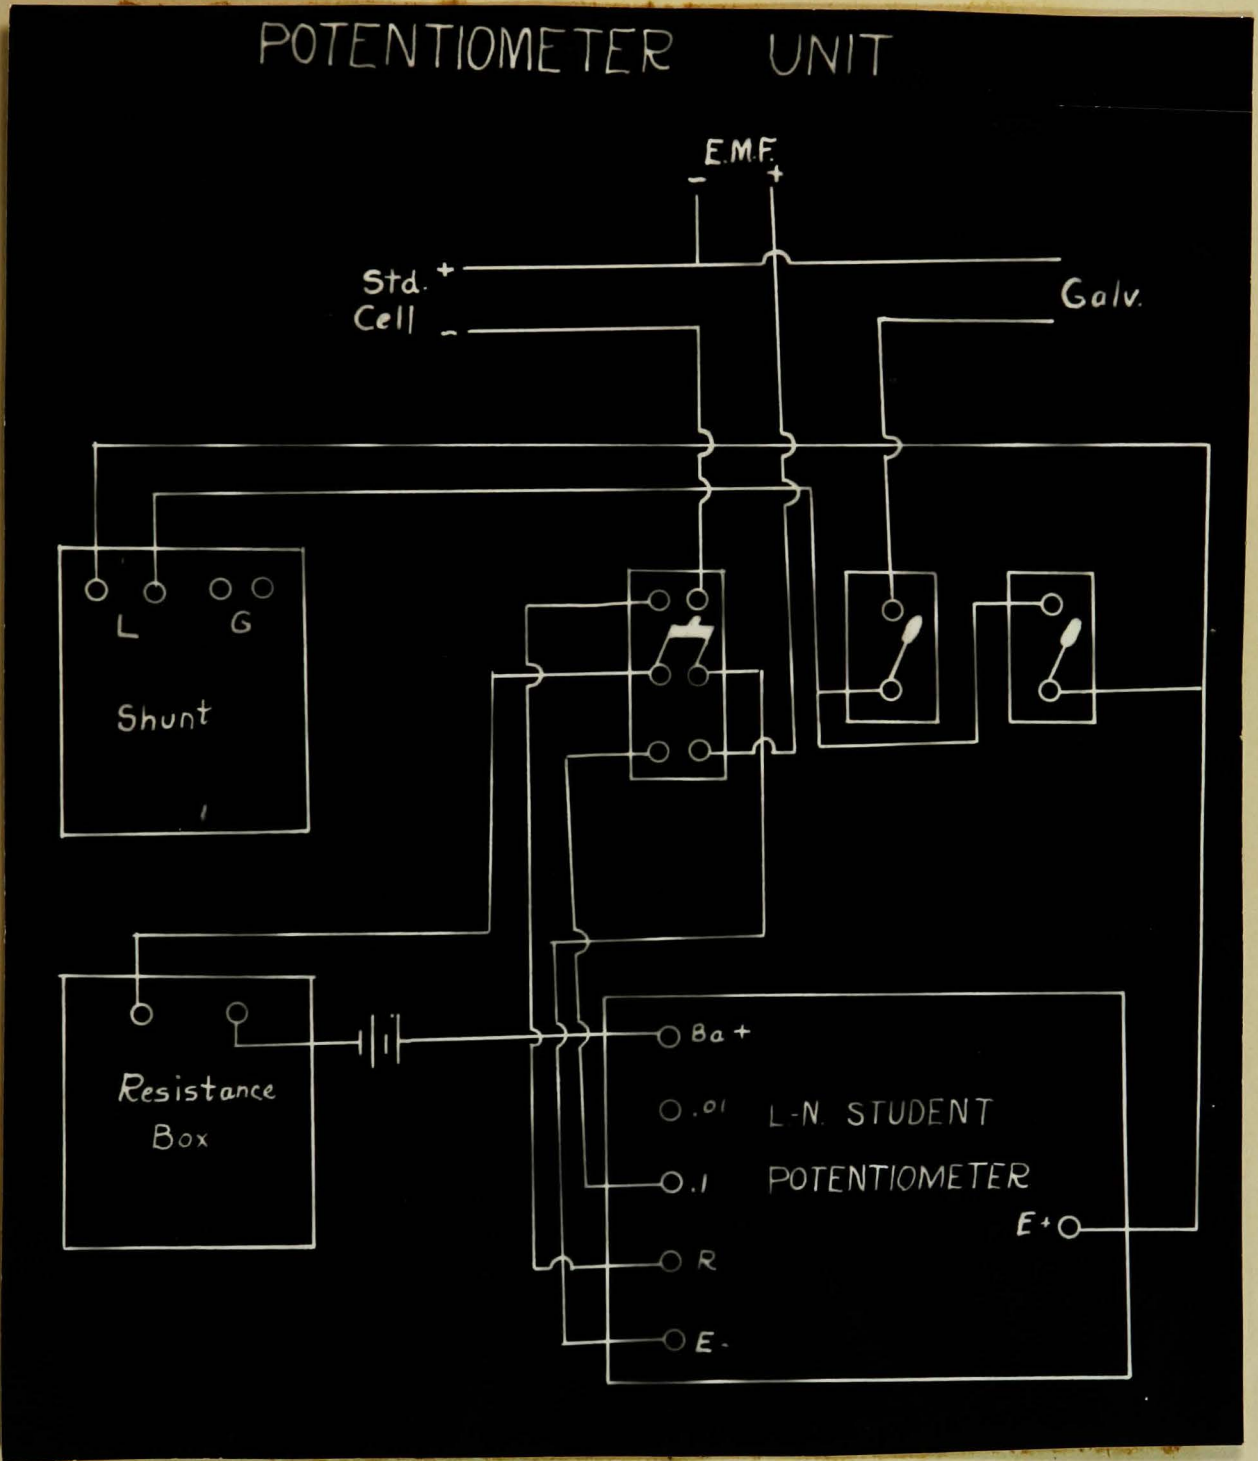 POTENTIOMETER UNIT
E.M.F.
- +
Std. +
Cell -
Galv.
L G
Shunt
Ba +
Resistance
Box
.01 L-N. STUDENT
.1 POTENTIOMETER
E+
R
E-